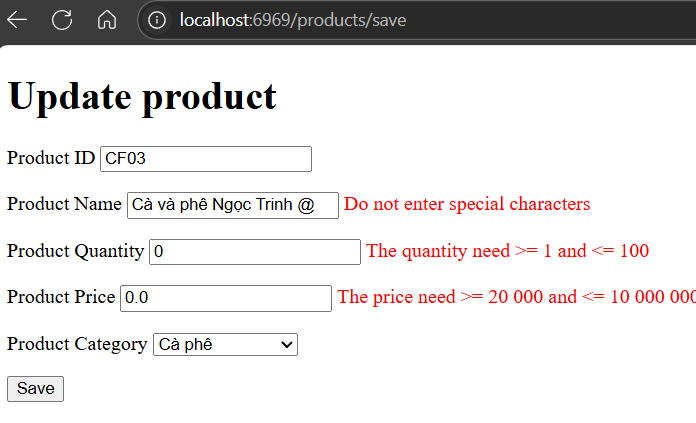 localhost:6969/products/save
Update product
Product ID CF03
Product Name Cà và phê Ngọc Trinh @ Do not enter special characters
Product Quantity 0 The quantity need >= 1 and <= 100
Product Price 0.0 The price need >= 20 000 and <= 10 000 000
Product Category Cà phê
Save